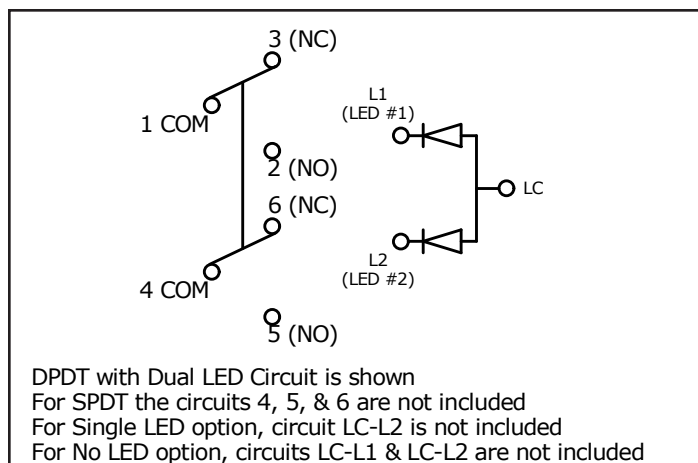 3 (NC)
1 COM
2 (NO)
6 (NC)
4 COM
5 (NO)
L1
(LED #1)
LC
L2
(LED #2)
DPDT with Dual LED Circuit is shown
For SPDT the circuits 4, 5, & 6 are not included
For Single LED option, circuit LC-L2 is not included
For No LED option, circuits LC-L1 & LC-L2 are not included